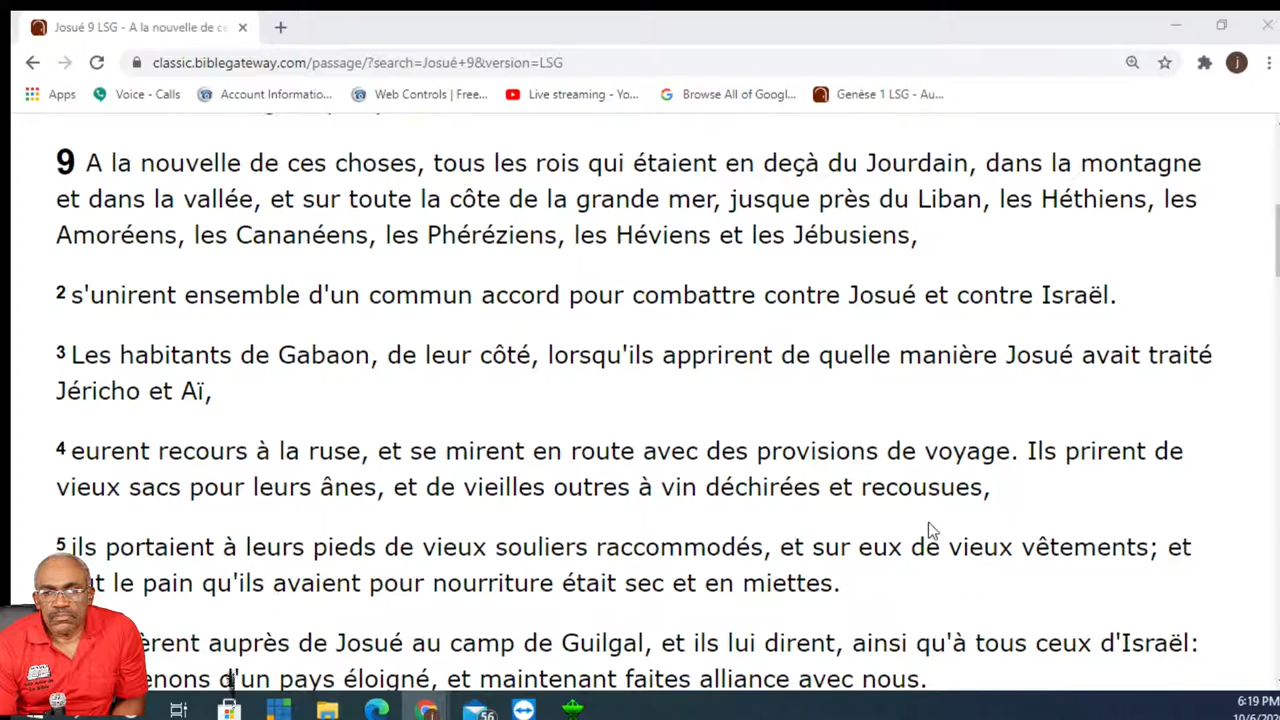 Josué 9 LSG - A la nouvelle de ce
classic.biblegateway.com/passage/?search=Josué+9&version=LSG
j
Apps Voice - Calls Account Informatio... Web Controls | Free... Live streaming - Yo... Browse All of Googl... Genèse 1 LSG - Au...
9 A la nouvelle de ces choses, tous les rois qui étaient en deçà du Jourdain, dans la montagne
et dans la vallée, et sur toute la côte de la grande mer, jusque près du Liban, les Héthiens, les
Amoréens, les Cananéens, les Phéréziens, les Héviens et les Jébusiens,
2 s'unirent ensemble d'un commun accord pour combattre contre Josué et contre Israël.
3 Les habitants de Gabaon, de leur côté, lorsqu'ils apprirent de quelle manière Josué avait traité
Jéricho et Aï,
4 eurent recours à la ruse, et se mirent en route avec des provisions de voyage. Ils prirent de
vieux sacs pour leurs ânes, et de vieilles outres à vin déchirées et recousues,
5 ils portaient à leurs pieds de vieux souliers raccommodés, et sur eux de vieux vêtements; et
le pain qu'ils avaient pour nourriture était sec et en miettes.
auprès de Josué au camp de Guilgal, et ils lui dirent, ainsi qu'à tous ceux d'Israël:
d'un pays éloigné, et maintenant faites alliance avec nous.
56
6:19 PM